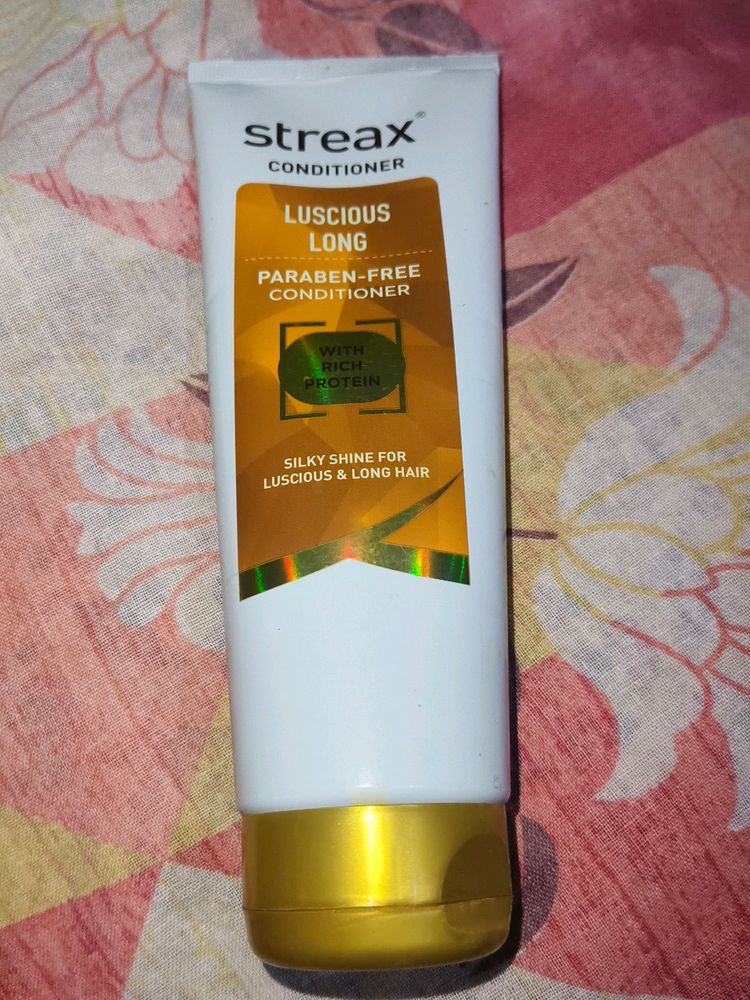 streax®
CONDITIONER
LUSCIOUS
LONG
PARABEN-FREE
CONDITIONER
WITH
RICH
PROTEIN
SILKY SHINE FOR
LUSCIOUS & LONG HAIR